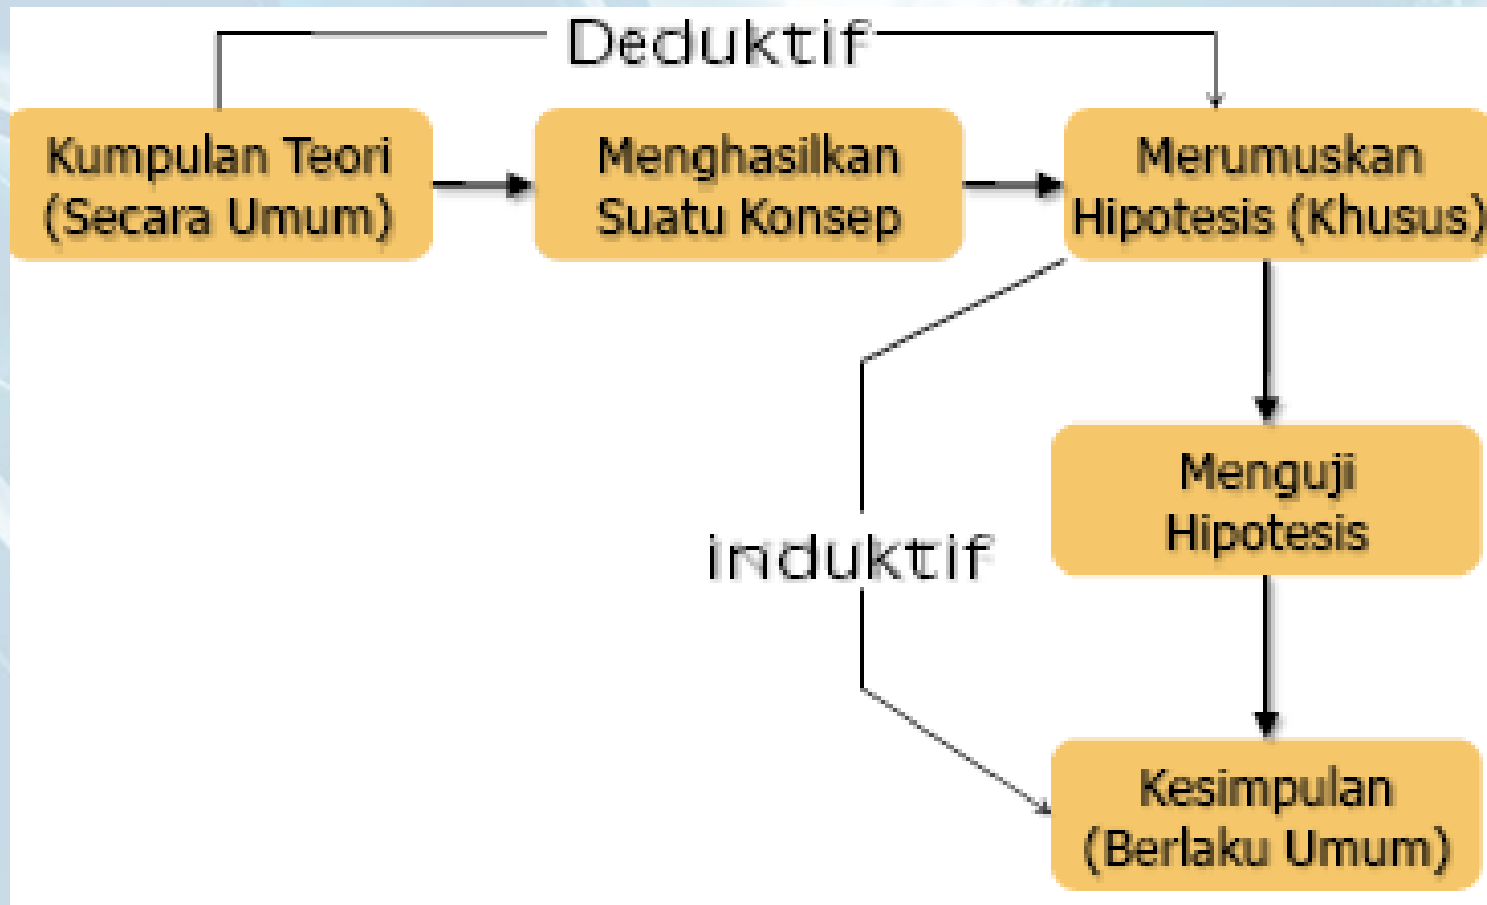 Deduktif
Kumpulan Teori
(Secara Umum)
Menghasilkan
Suatu Konsep
Merumuskan
Hipotesis (Khusus)
Menguji
Hipotesis
induktif
Kesimpulan
(Berlaku Umum)